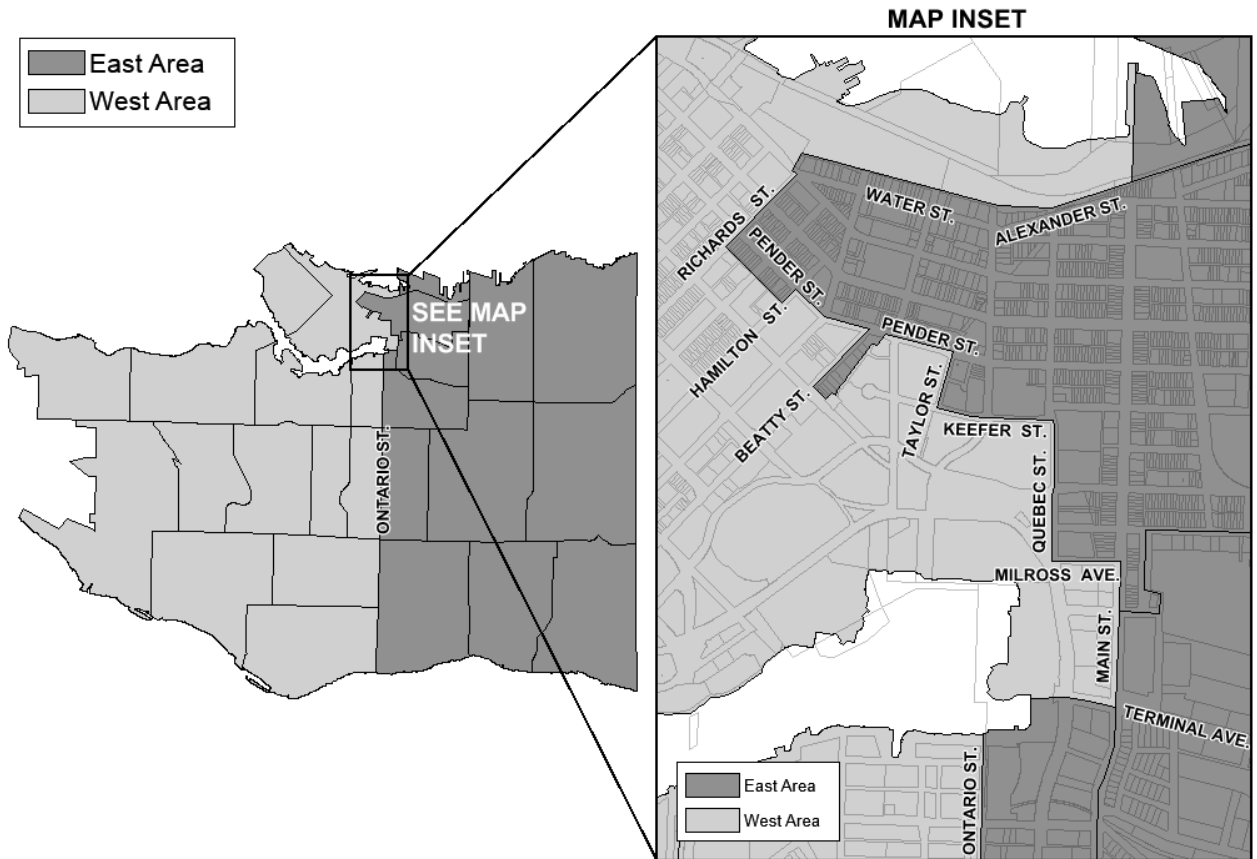 MAP INSET
East Area
West Area
SEE MAP
INSET
ONTARIO ST.
WATER ST.
ALEXANDER ST.
RICHARDS ST.
PENDER ST.
HAMILTON ST.
PENDER ST.
BEATTY ST.
TAYLOR ST.
KEEFER ST.
QUEBEC ST.
MILROSS AVE.
MAIN ST.
TERMINAL AVE.
ONTARIO ST.
East Area
West Area